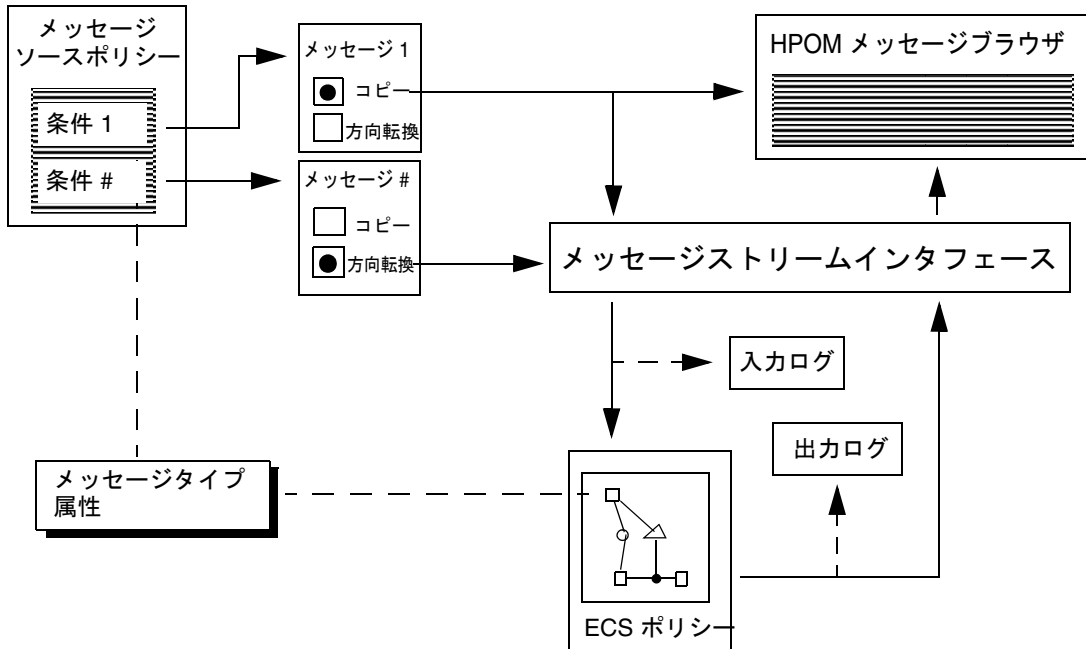 メッセージ
ソースポリシー
条件 1
条件 #
メッセージ 1
コピー
方向転換
メッセージ #
コピー
方向転換
HPOM メッセージブラウザ
メッセージストリームインタフェース
入力ログ
出力ログ
メッセージタイプ
属性
ECS ポリシー